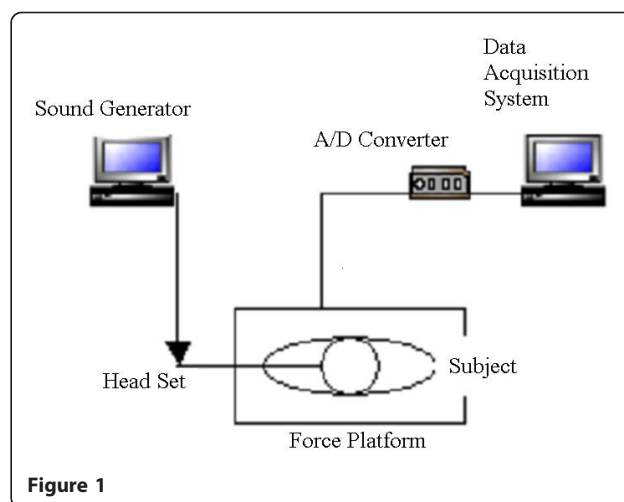 Data
Acquisition
System
Sound Generator
A/D Converter
Subject
Head Set
Force Platform
Figure 1